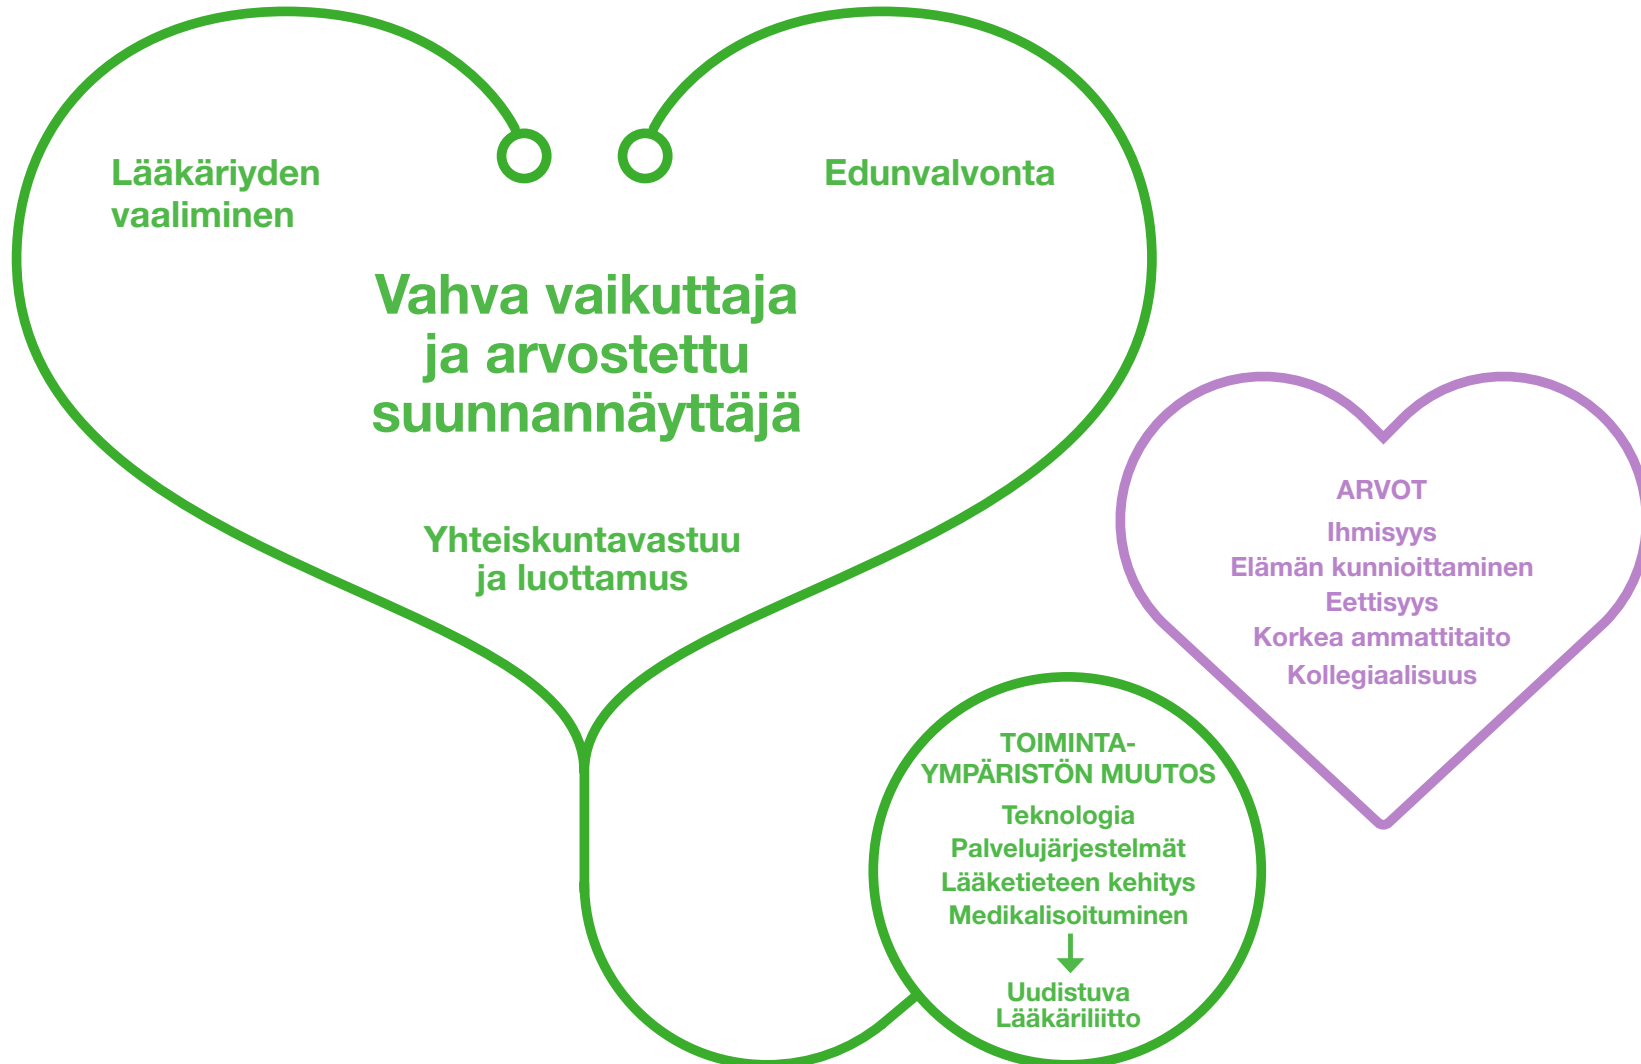 Lääkäriyden
vaaliminen
Edunvalvonta
Vahva vaikuttaja
ja arvostettu
suunnannäyttäjä
Yhteiskuntavastuu
ja luottamus
ARVOT
Ihmisyys
Elämän kunnioittaminen
Eettisyys
Korkea ammattitaito
Kollegiaalisuus
TOIMINTA-
YMPÄRISTÖN MUUTOS
Teknologia
Palvelujärjestelmät
Lääketieteen kehitys
Medikalisoituminen
Uudistuva
Lääkäriliitto